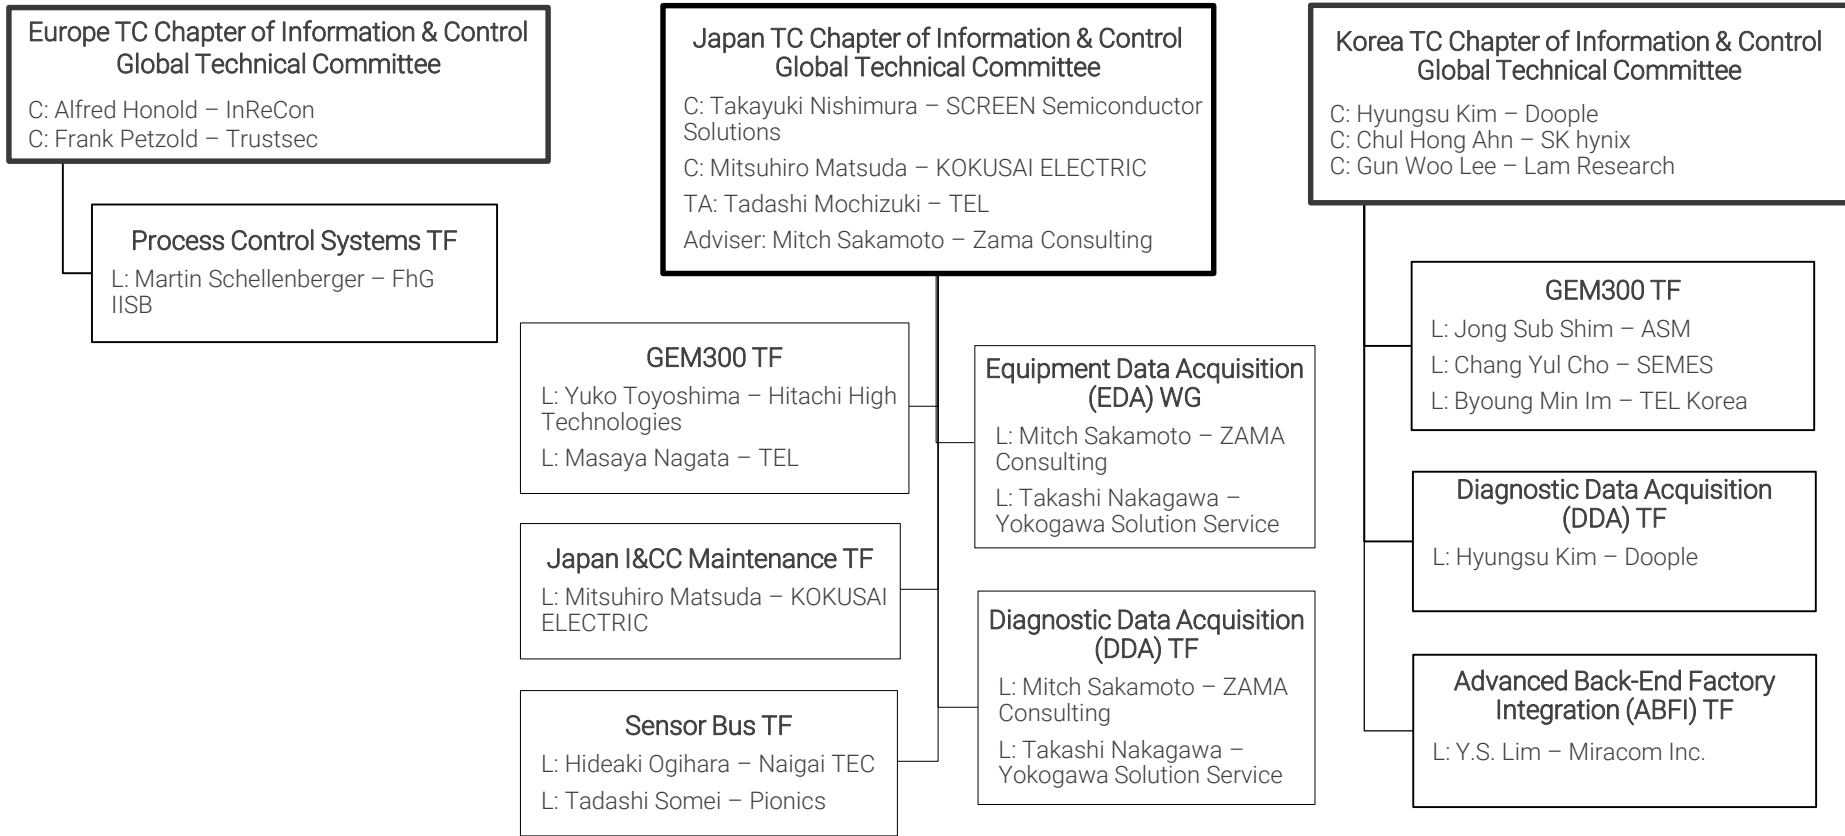 Europe TC Chapter of Information & Control
Global Technical Committee
C: Alfred Honold – InReCon
C: Frank Petzold – Trustsec
Process Control Systems TF
L: Martin Schellenberger – FhG
IISB
Japan TC Chapter of Information & Control
Global Technical Committee
C: Takayuki Nishimura – SCREEN Semiconductor
Solutions
C: Mitsuhiro Matsuda – KOKUSAI ELECTRIC
TA: Tadashi Mochizuki – TEL
Adviser: Mitch Sakamoto – Zama Consulting
GEM300 TF
L: Yuko Toyoshima – Hitachi High
Technologies
L: Masaya Nagata – TEL
Japan I&CC Maintenance TF
L: Mitsuhiro Matsuda – KOKUSAI
ELECTRIC
Sensor Bus TF
L: Hideaki Ogihara – Naigai TEC
L: Tadashi Somei – Pionics
Equipment Data Acquisition
(EDA) WG
L: Mitch Sakamoto – ZAMA
Consulting
L: Takashi Nakagawa –
Yokogawa Solution Service
Diagnostic Data Acquisition
(DDA) TF
L: Mitch Sakamoto – ZAMA
Consulting
L: Takashi Nakagawa –
Yokogawa Solution Service
Korea TC Chapter of Information & Control
Global Technical Committee
C: Hyungsu Kim – Doople
C: Chul Hong Ahn – SK hynix
C: Gun Woo Lee – Lam Research
GEM300 TF
L: Jong Sub Shim – ASM
L: Chang Yul Cho – SEMES
L: Byoung Min Im – TEL Korea
Diagnostic Data Acquisition
(DDA) TF
L: Hyungsu Kim – Doople
Advanced Back-End Factory
Integration (ABFI) TF
L: Y.S. Lim – Miracom Inc.